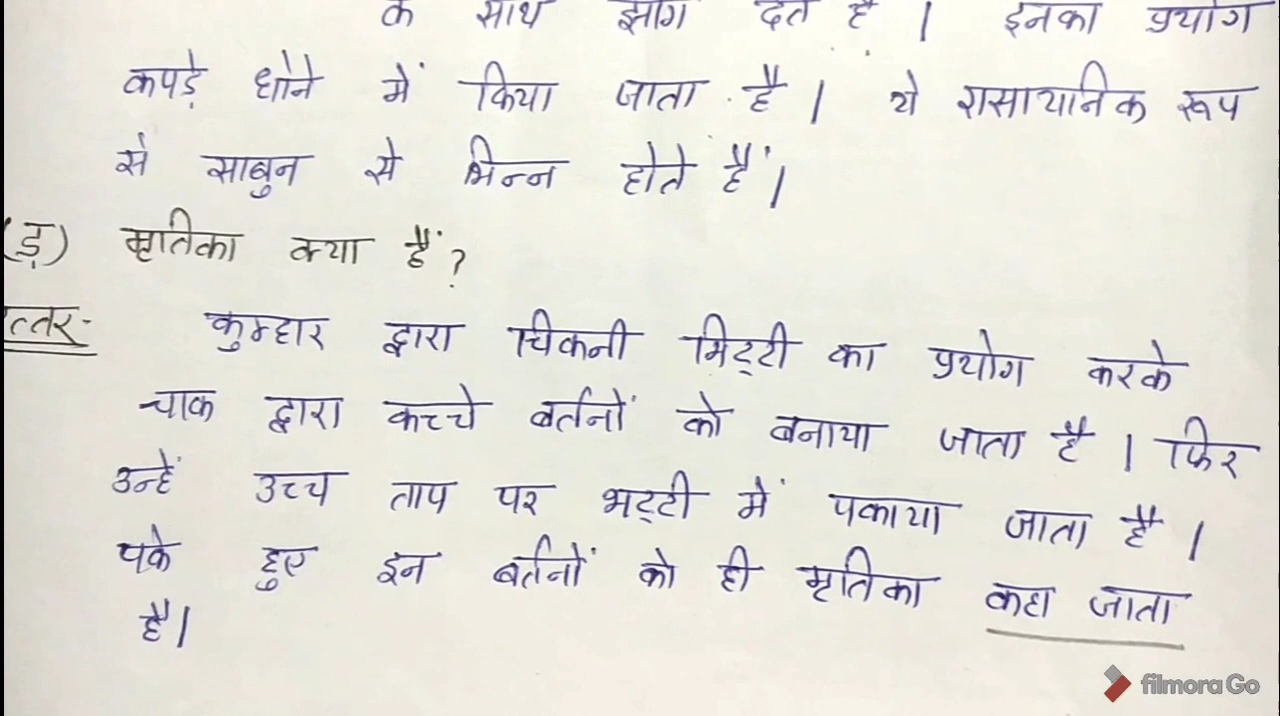 के साथ झाग देते है । इनका प्रयोग
कपड़े धोने में किया जाता है । ये रासायनिक रूप
से साबुन से भिन्न होते हैं।
(ड़) मृतिका क्या हैं?
त्तर:- कुम्हार द्वारा चिकनी मिट्टी का प्रयोग करके
चाक द्वारा कच्चे बर्तनों को बनाया जाता है । फिर
उन्हें उच्च ताप पर भट्टी में पकाया जाता है ।
पके हुए इन बर्तनों को ही मृतिका कहा जाता
है।
filmora Go